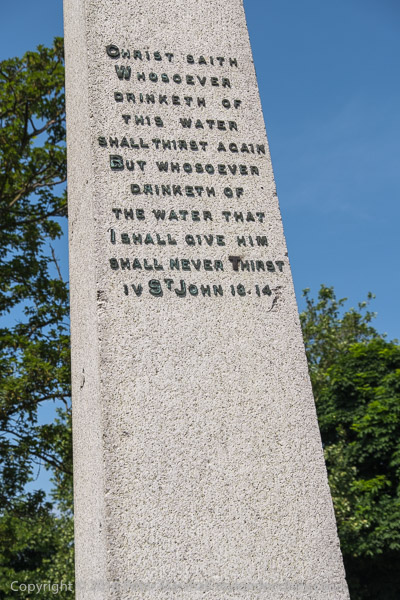 Christ saith
Whosoever
drinketh of
this water
shall thirst again
But whosoever
drinketh of
the water that
I shall give him
shall never Thirst
IV St John 18-14
Copyright